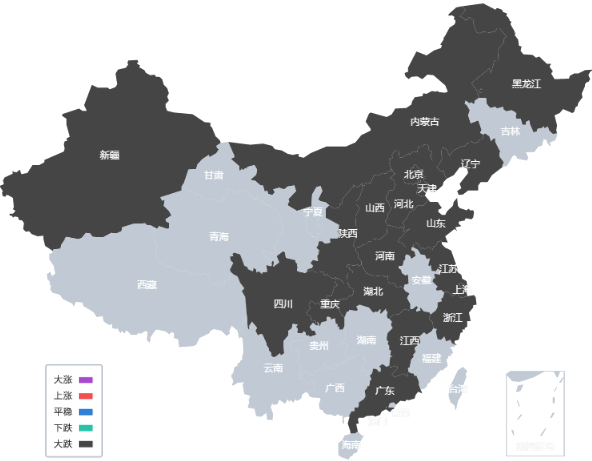 黑龙江
内蒙古
吉林
新疆
辽宁
北京
甘肃
天津
山西
河北
宁夏
山东
陕西
青海
河南
江苏
安徽
西藏
上海
湖北
四川
重庆
浙江
湖南
江西
贵州
福建
云南
广西
广东
台湾
海南
大涨
上涨
平稳
下跌
大跌